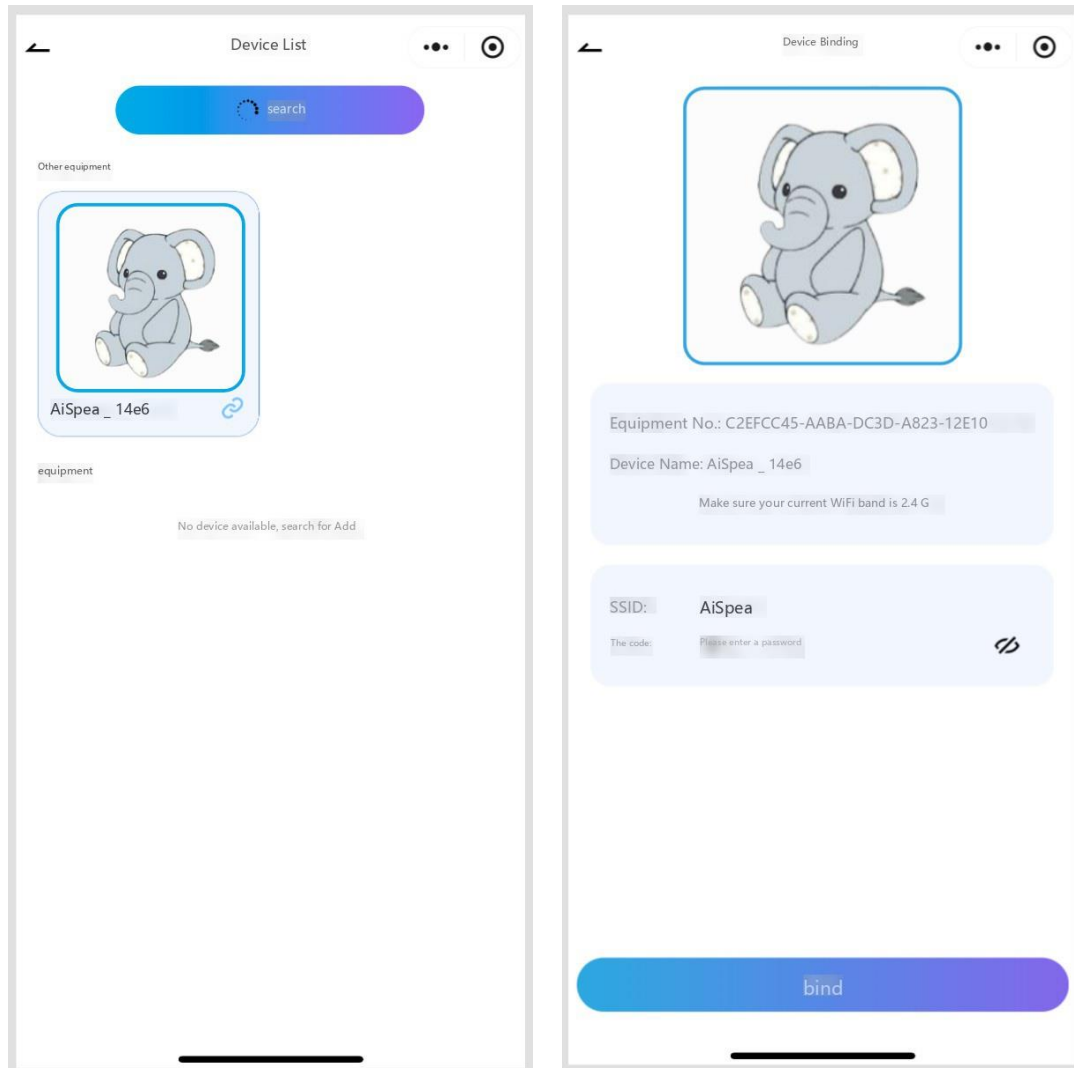 Device List
search
Other equipment
AiSpea _ 14e6
equipment
No device available, search for Add
Device Binding
Equipment No.: C2EFCC45-AABA-DC3D-A823-12E10
Device Name: AiSpea _ 14e6
Make sure your current WiFi band is 2.4 G
SSID: AiSpea
The code: Please enter a password
bind